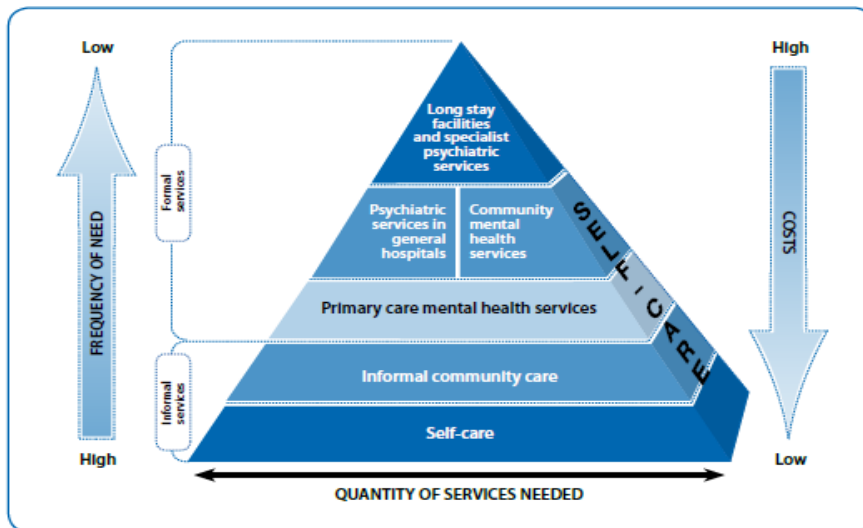 Low
High
Long stay
facilities
and specialist
psychiatric
services
Formal
services
FREQUENCY OF NEED
Psychiatric
services in
general
hospitals
Community
mental
health
services
SELF-CARE
COSTS
Primary care mental health services
Informal
services
Informal community care
Self-care
High
Low
QUANTITY OF SERVICES NEEDED